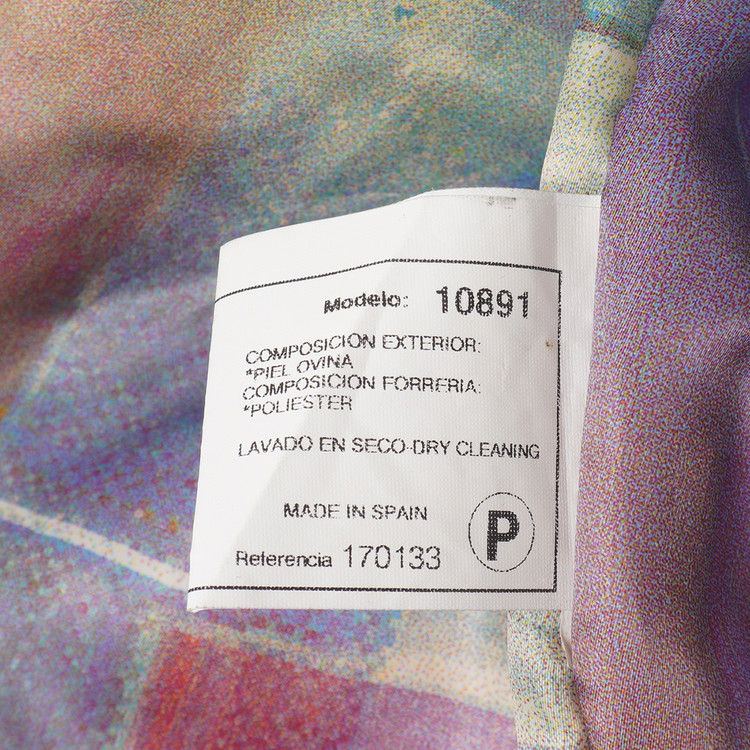 Modelo: 10891
COMPOSICION EXTERIOR:
*PIEL OVINA
COMPOSICION FORRERIA:
*POLIESTER
LAVADO EN SECO-DRY CLEANING
MADE IN SPAIN
P
Referencia 170133